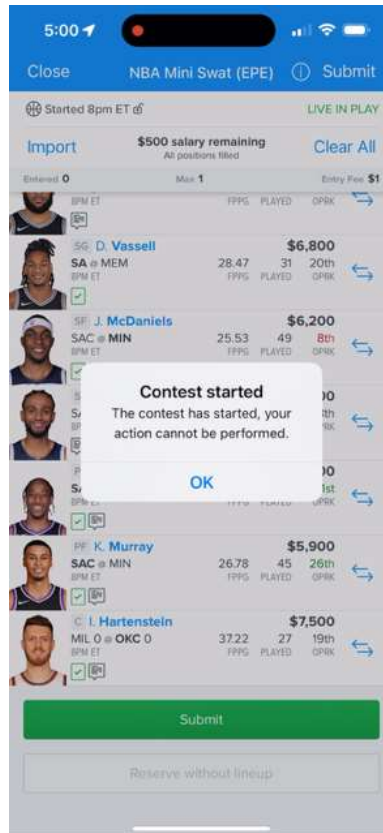 5:00
Close NBA Mini Swat (EPE) Submit
Started 8pm ET LIVE IN PLAY
Import $500 salary remaining Clear All
All positions filled
Entered 0 Max 1 Entry Fee $1
8PM ET FPPG PLAYED OPRK
SG D. Vassell $6,800
SA @ MEM 28.47 31 20th
8PM ET FPPG PLAYED OPRK
SF J. McDaniels $6,200
SAC @ MIN 25.53 49 8th
8PM ET FPPG PLAYED OPRK
Contest started
The contest has started, your
action cannot be performed.
OK
PF K. Murray $5,900
SAC @ MIN 26.78 45 26th
8PM ET FPPG PLAYED OPRK
C I. Hartenstein $7,500
MIL 0 @ OKC 0 37.22 27 19th
8PM ET FPPG PLAYED OPRK
Submit
Reserve without lineup